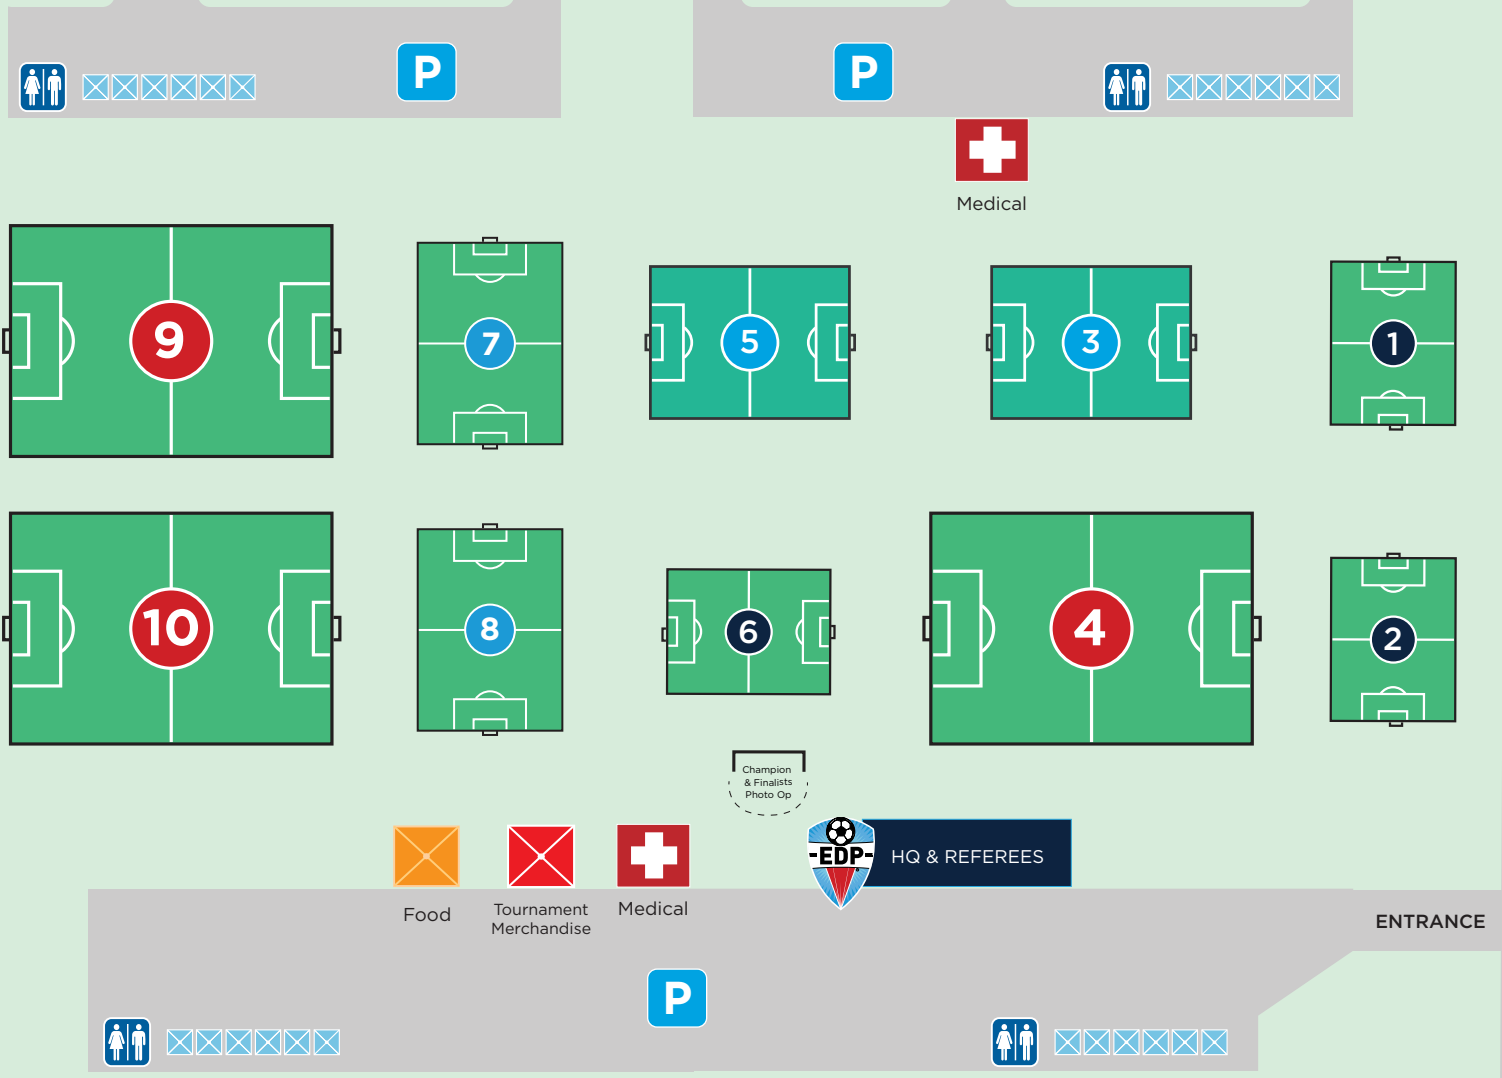 P
P
Medical
9
7
5
3
1
10
8
6
4
2
Champion
& Finalists
Photo Op
EDP
HQ & REFEREES
Food
Tournament
Merchandise
Medical
ENTRANCE
P